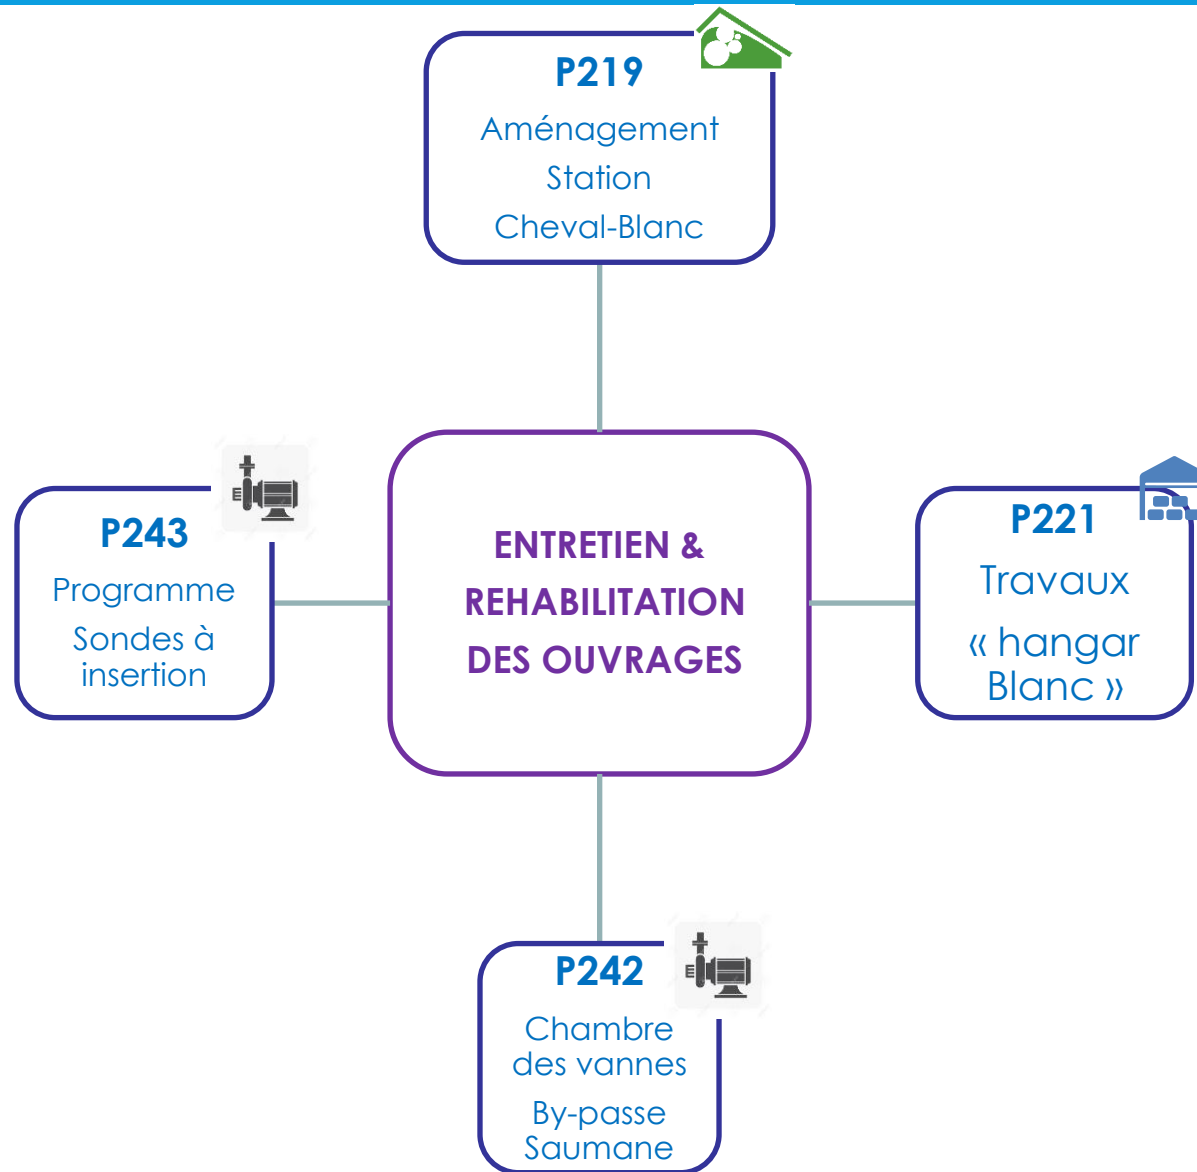 P219
Aménagement
Station
Cheval-Blanc
P243
Programme
Sondes à
insertion
ENTRETIEN &
REHABILITATION
DES OUVRAGES
P221
Travaux
« hangar
Blanc »
P242
Chambre
des vannes
By-passe
Saumane